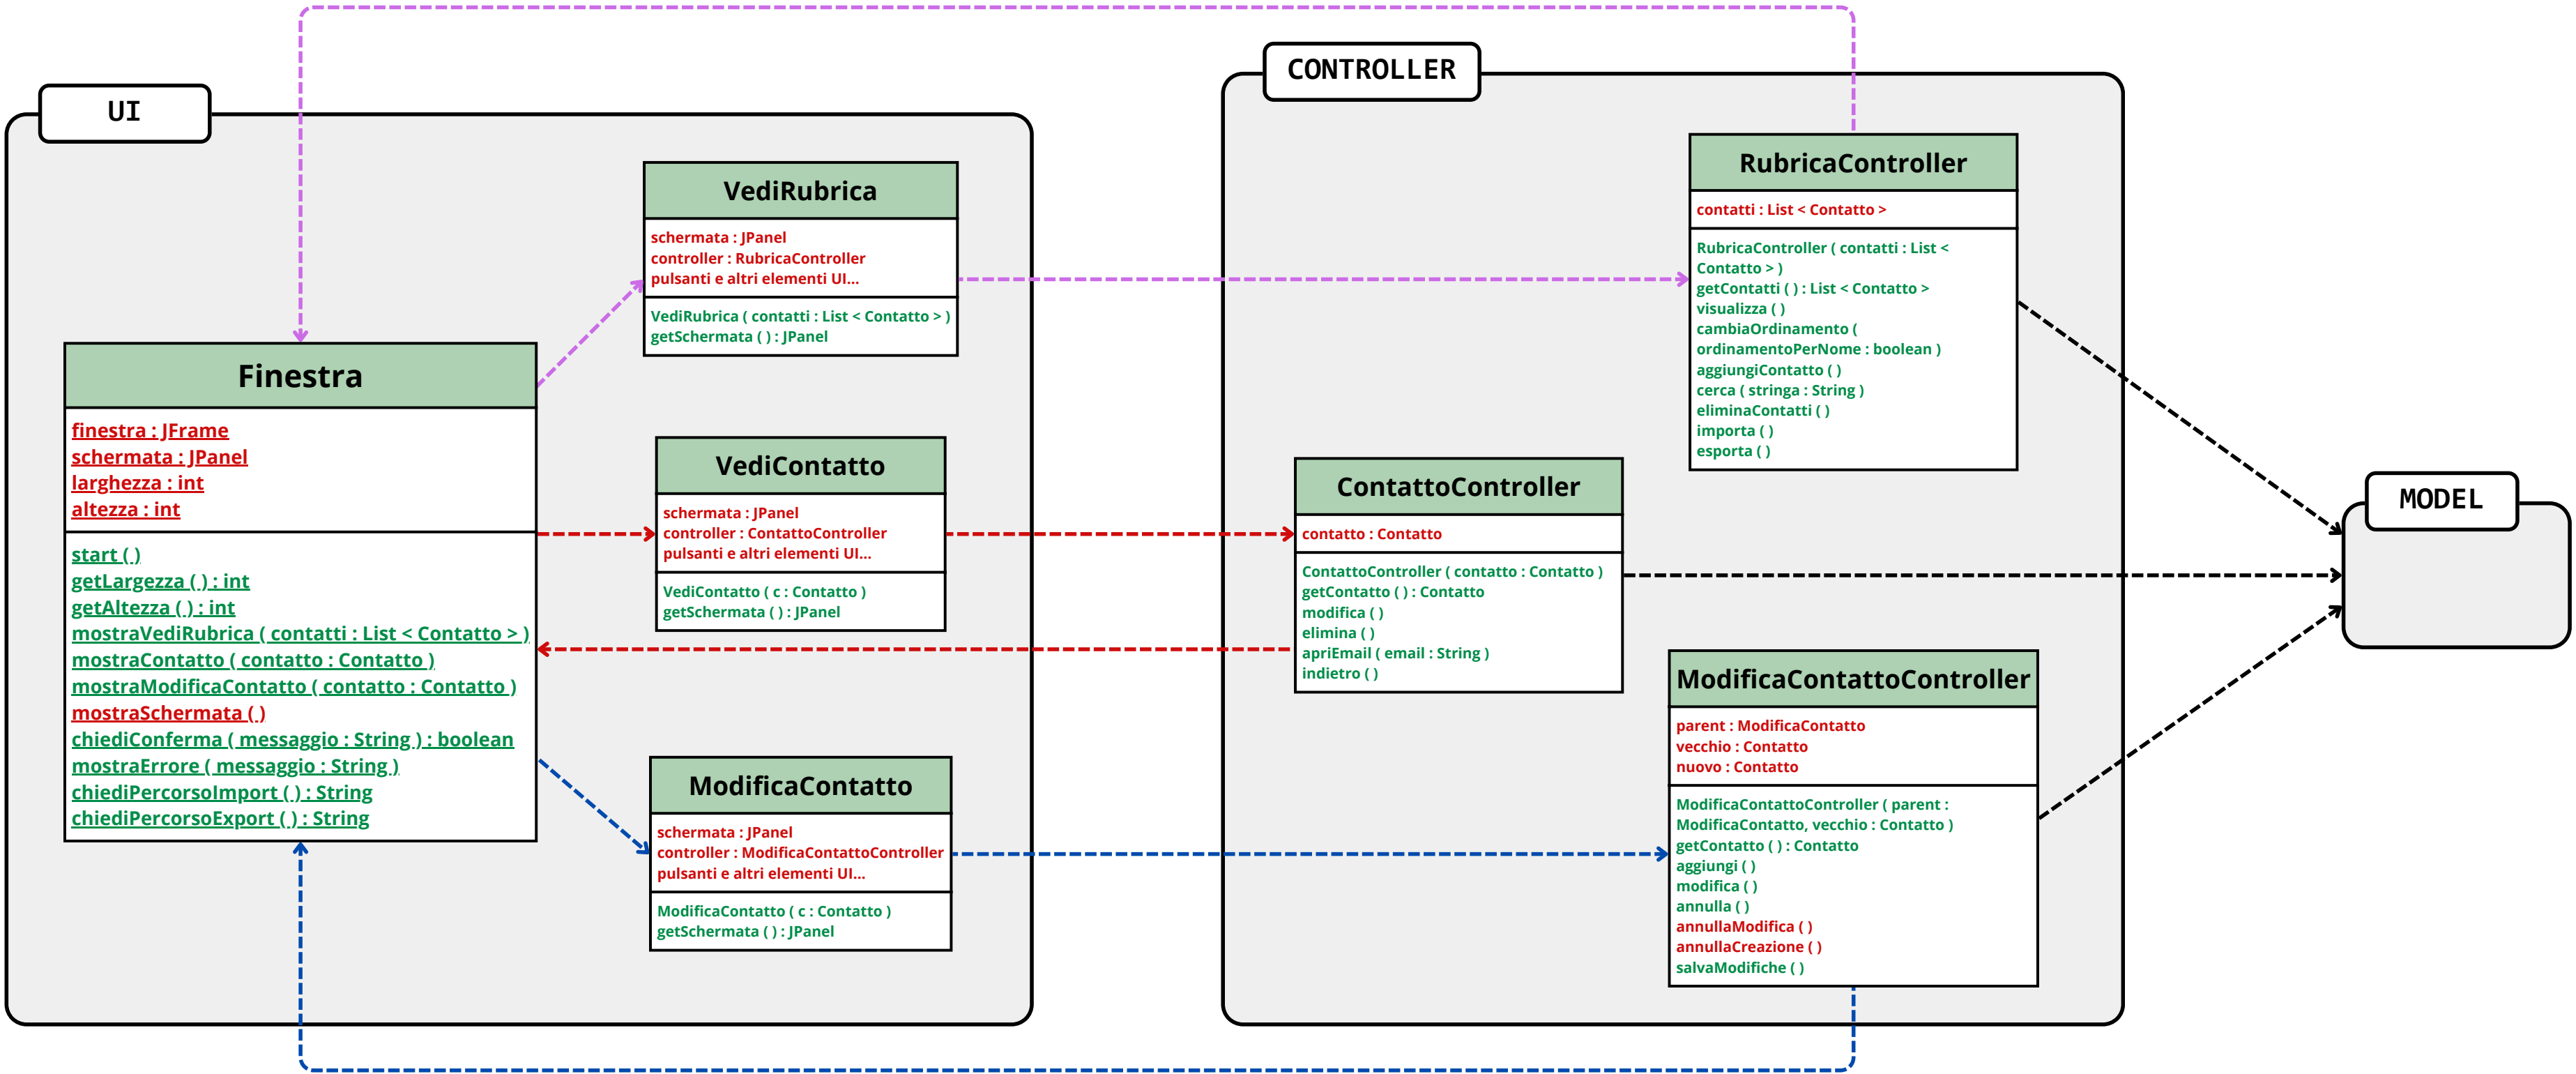 UI
Finestra
finestra : JFrame
schermata : JPanel
larghezza : int
altezza : int
start ( )
getLargezza ( ) : int
getAltezza ( ) : int
mostraVediRubrica ( contatti : List < Contatto > )
mostraContatto ( contatto : Contatto )
mostraModificaContatto ( contatto : Contatto )
mostraSchermata ( )
chiediConferma ( messaggio : String ) : boolean
mostraErrore ( messaggio : String )
chiediPercorsoImport ( ) : String
chiediPercorsoExport ( ) : String
VediRubrica
schermata : JPanel
controller : RubricaController
pulsanti e altri elementi UI...
VediRubrica ( contatti : List < Contatto > )
getSchermata ( ) : JPanel
VediContatto
schermata : JPanel
controller : ContattoController
pulsanti e altri elementi UI...
VediContatto ( c : Contatto )
getSchermata ( ) : JPanel
ModificaContatto
schermata : JPanel
controller : ModificaContattoController
pulsanti e altri elementi UI...
ModificaContatto ( c : Contatto )
getSchermata ( ) : JPanel
CONTROLLER
RubricaController
contatti : List < Contatto >
RubricaController ( contatti : List <
Contatto > )
getContatti ( ) : List < Contatto >
visualizza ( )
cambiaOrdinamento (
ordinamentoPerNome : boolean )
aggiungiContatto ( )
cerca ( stringa : String )
eliminaContatti ( )
importa ( )
esporta ( )
ContattoController
contatto : Contatto
ContattoController ( contatto : Contatto )
getContatto ( ) : Contatto
modifica ( )
elimina ( )
apriEmail ( email : String )
indietro ( )
ModificaContattoController
parent : ModificaContatto
vecchio : Contatto
nuovo : Contatto
ModificaContattoController ( parent :
ModificaContatto, vecchio : Contatto )
getContatto ( ) : Contatto
aggiungi ( )
modifica ( )
annulla ( )
annullaModifica ( )
annullaCreazione ( )
salvaModifiche ( )
MODEL